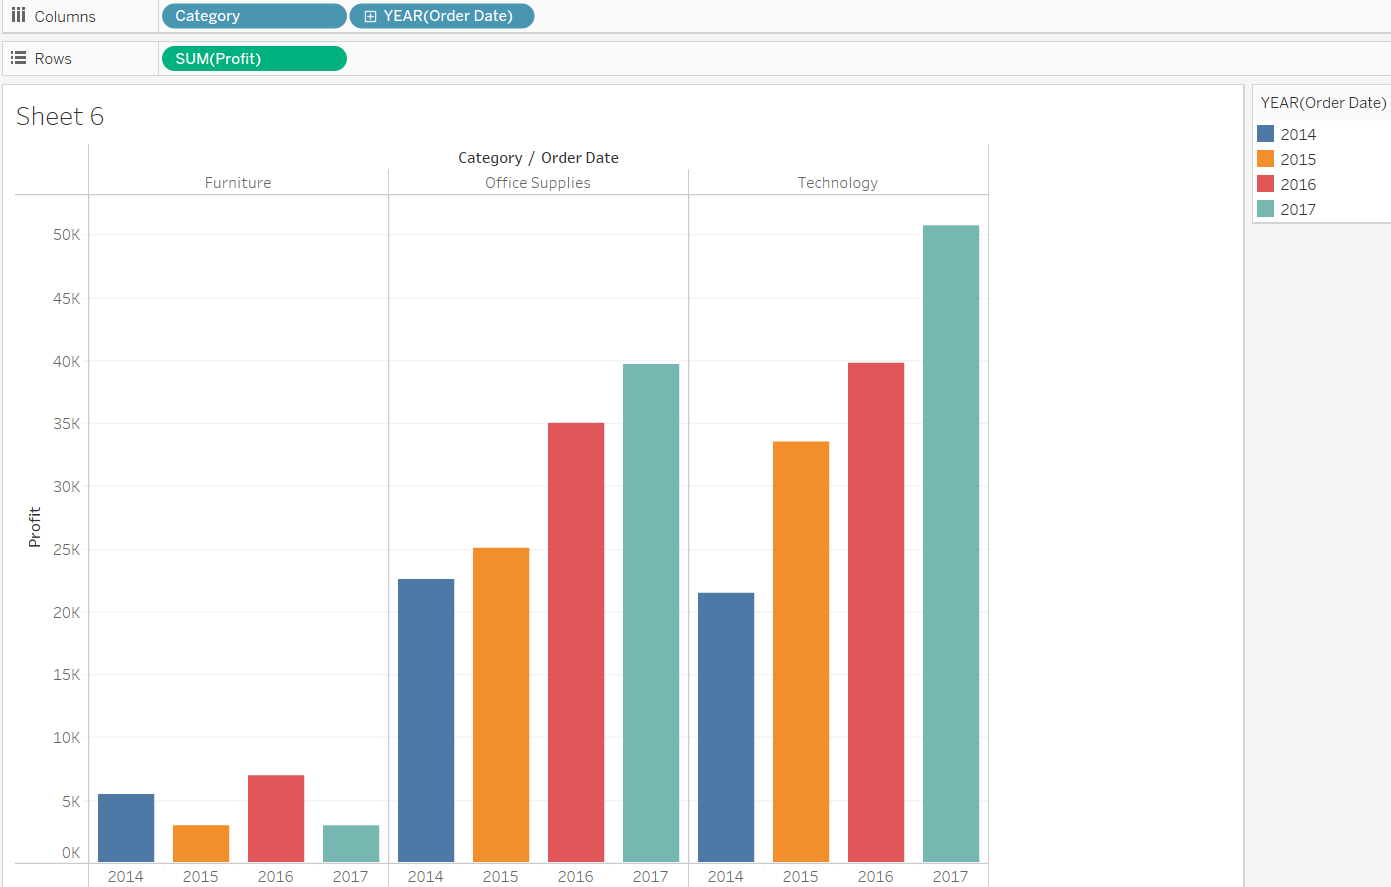 Columns
Category
YEAR(Order Date)
Rows
SUM(Profit)
Sheet 6
YEAR(Order Date)
2014
2015
2016
2017
Category / Order Date
Furniture
Office Supplies
Technology
Profit
50K
45K
40K
35K
30K
25K
20K
15K
10K
5K
0K
2014 2015 2016 2017 2014 2015 2016 2017 2014 2015 2016 2017